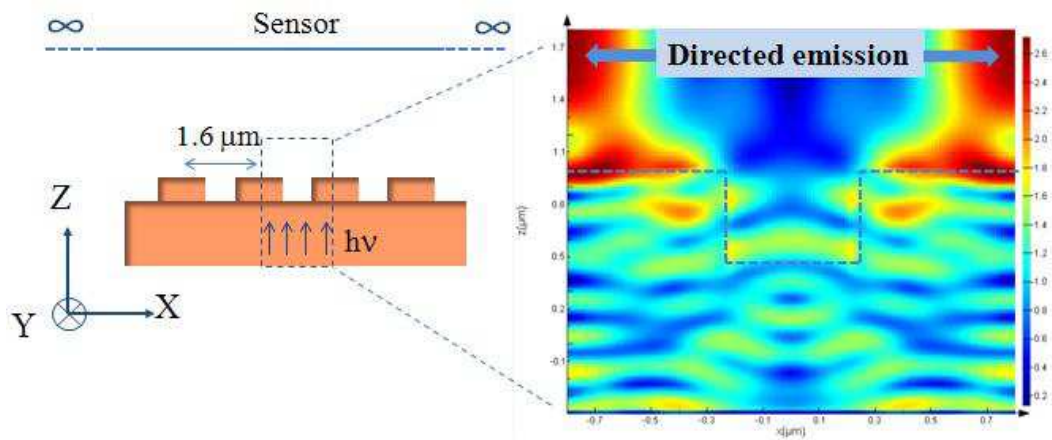 ∞ Sensor ∞
1.6 μm
Z
hν
Y
X
Directed emission
1.7
1.4
1.1
0.8
0.5
0.2
-0.1
z(μm)
-0.7 -0.5 -0.3 -0.1 0.1 0.3 0.5 0.7
x(μm)
2.6
2.4
2.2
2.0
1.8
1.6
1.4
1.2
1.0
0.8
0.6
0.4
0.2